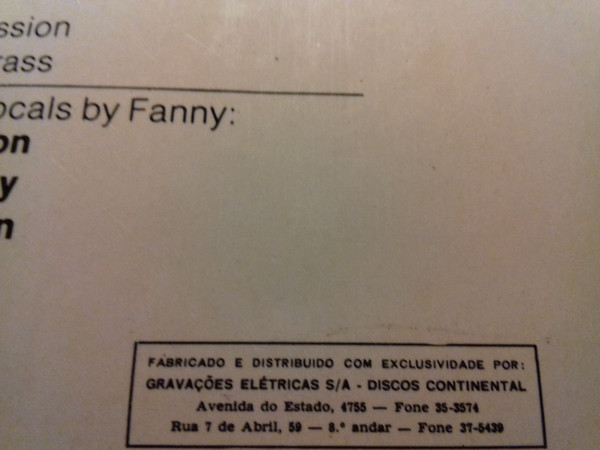 ssion
rass
ocals by Fanny:
on
y
n
FABRICADO E DISTRIBUIDO COM EXCLUSIVIDADE POR:
GRAVAÇÕES ELÉTRICAS S/A - DISCOS CONTINENTAL
Avenida do Estado, 4755 — Fone 35-3574
Rua 7 de Abril, 59 — 8.º andar — Fone 37-5439